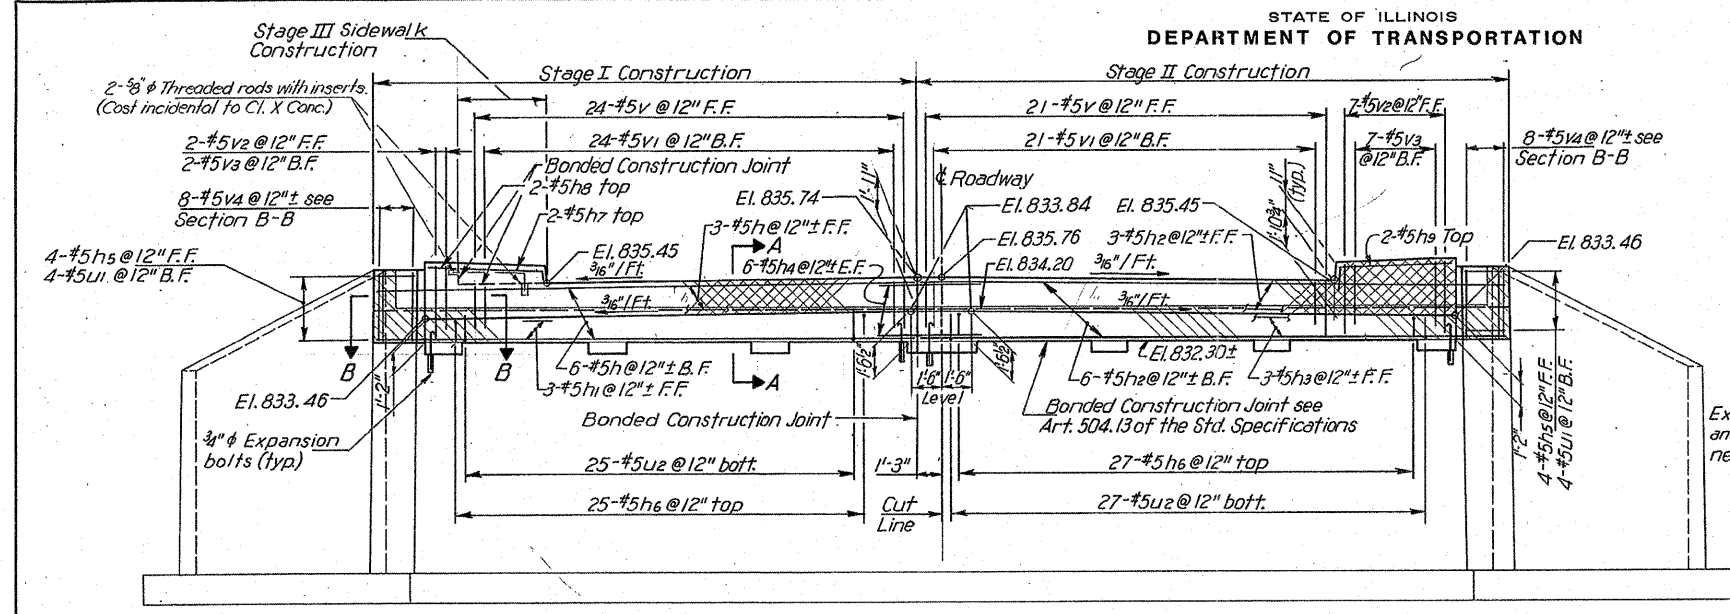 STATE OF ILLINOIS
DEPARTMENT OF TRANSPORTATION
Stage III Sidewalk
Construction
Stage I Construction
Stage II Construction
2-5/8" φ Threaded rods with inserts.
(Cost incidental to Cl. X Conc.)
24-#5v @ 12" F.F.
21-#5v @ 12" F.F.
7-#5v2 @ 12" F.F.
2-#5v2 @ 12" F.F.
2-#5v3 @ 12" B.F.
24-#5v1 @ 12" B.F.
21-#5v1 @ 12" B.F.
7-#5v3
@ 12" B.F.
8-#5v4 @ 12"± see
Section B-B
Bonded Construction Joint
2-#5h8 top
2-#5h7 top
8-#5v4 @ 12"± see
Section B-B
El. 835.74
1'-11"
℄ Roadway
El. 833.84
El. 835.45
1'-10¾"
11"
(typ.)
4-#5h5 @ 12" F.F.
4-#5u1 @ 12" B.F.
El. 835.45
3-#5h @ 12"± F.F.
A
El. 835.76
3-#5h2 @ 12"± F.F.
2-#5h9 Top
El. 833.46
3/16"/Ft.
6-#5h4 @ 12"± E.F.
El. 834.20
3/16"/Ft.
3/16"/Ft.
3/16"/Ft.
B
B
1'-2"
6-#5h @ 12"± B.F.
3-#5h1 @ 12"± F.F.
A
1'-6½"
1'-6"
1'-6"
Level
1'-6½"
El. 832.30±
6-#5h2 @ 12"± B.F.
3-#5h3 @ 12"± F.F.
El. 833.46
Bonded Construction Joint
Bonded Construction Joint see
Art. 504.13 of the Std. Specifications
1'-2"
4-#5h5 @ 12" F.F.
4-#5u1 @ 12" B.F.
¾" φ Expansion
bolts (typ.)
25-#5u2 @ 12" bott.
1'-3"
27-#5h6 @ 12" top
25-#5h6 @ 12" top
Cut
Line
27-#5u2 @ 12" bott.
Ex
an
ne